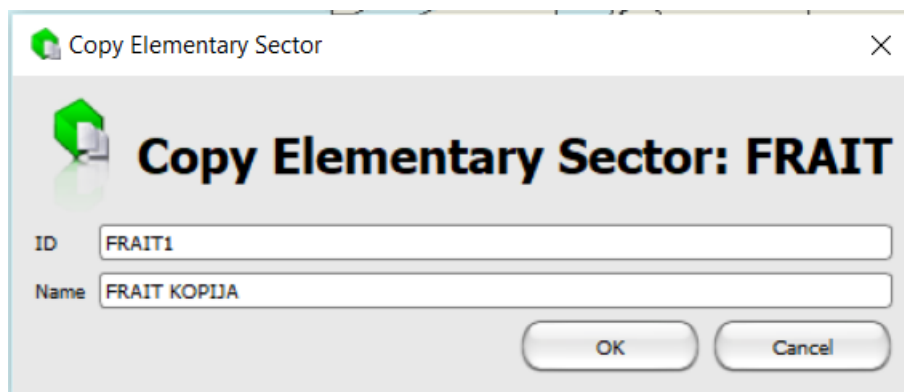 Copy Elementary Sector
Copy Elementary Sector: FRAIT
ID FRAIT1
Name FRAIT KOPIJA
OK Cancel